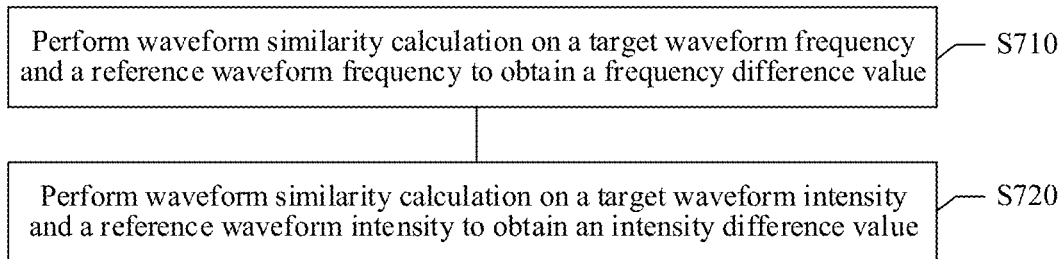 Perform waveform similarity calculation on a target waveform frequency
and a reference waveform frequency to obtain a frequency difference value
S710
Perform waveform similarity calculation on a target waveform intensity
and a reference waveform intensity to obtain an intensity difference value
S720